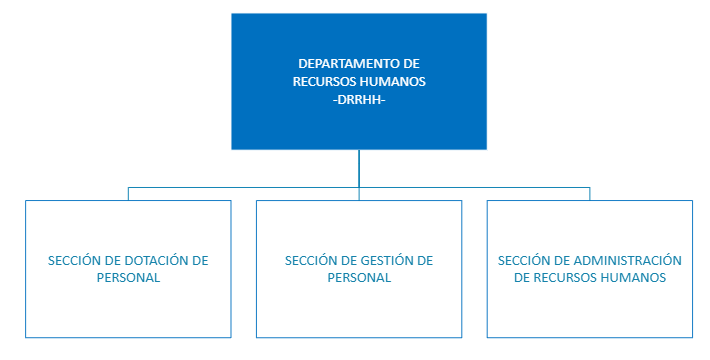 DEPARTAMENTO DE
RECURSOS HUMANOS
-DRRHH-
SECCIÓN DE DOTACIÓN DE
PERSONAL
SECCIÓN DE GESTIÓN DE
PERSONAL
SECCIÓN DE ADMINISTRACIÓN
DE RECURSOS HUMANOS